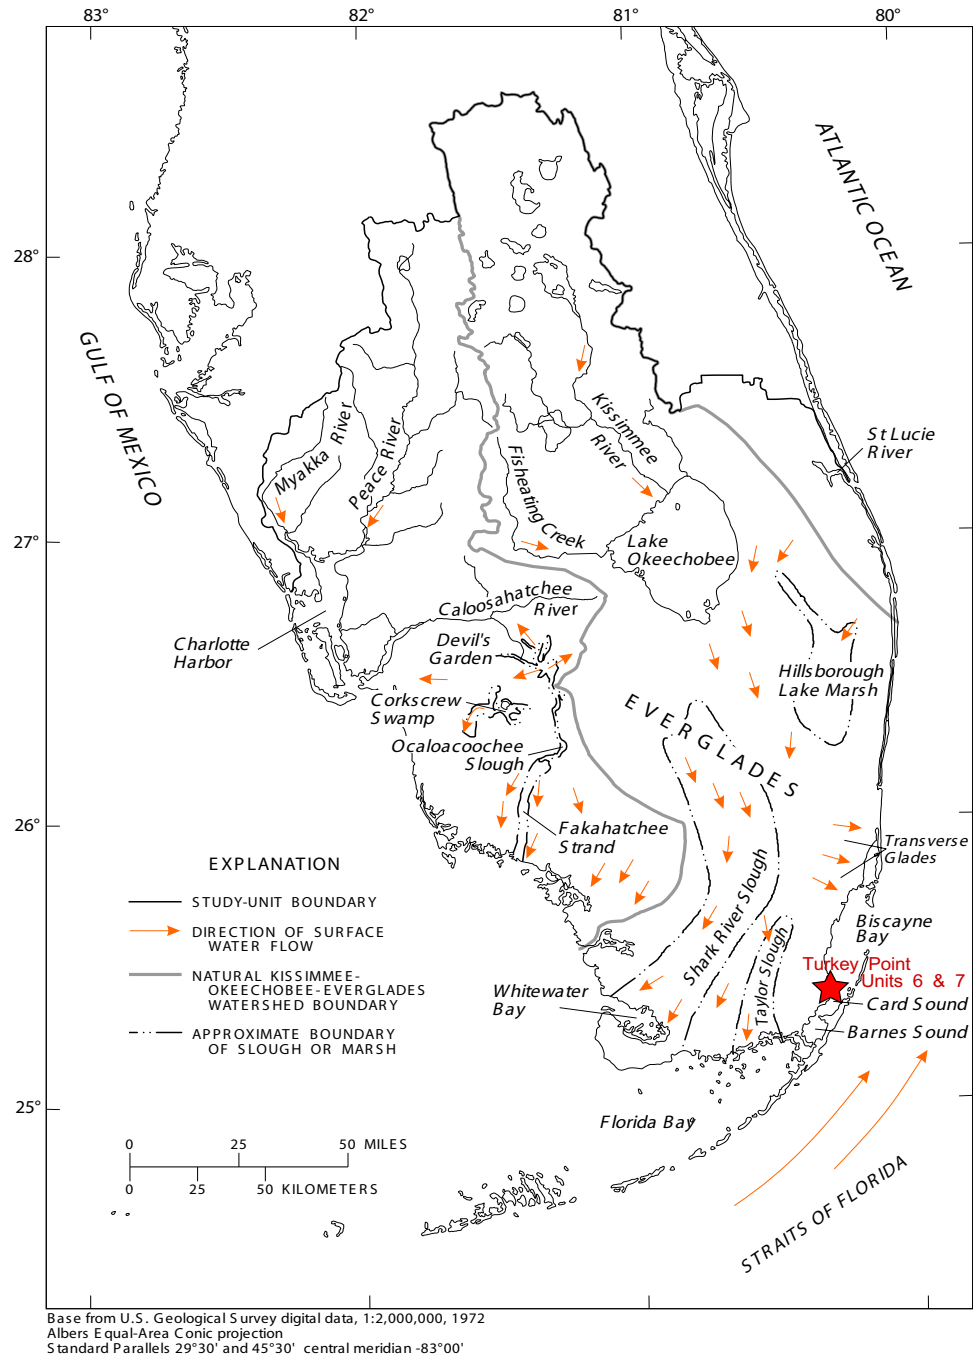 83°
82°
81°
80°
ATLANTIC OCEAN
28°
GULF OF MEXICO
Myakka River
Peace River
Kissimmee
River
Fisheating Creek
St Lucie
River
27°
Lake
Okeechobee
Caloosahatchee
River
Charlotte
Harbor
Devil's
Garden
Hillsborough
Lake Marsh
Corkscrew
Swamp
EVERGLADES
Ocaloacoochee
Slough
26°
Fakahatchee
Strand
Transverse
Glades
EXPLANATION
STUDY-UNIT BOUNDARY
DIRECTION OF SURFACE
WATER FLOW
NATURAL KISSIMMEE-
OKEECHOBEE-EVERGLADES
WATERSHED BOUNDARY
APPROXIMATE BOUNDARY
OF SLOUGH OR MARSH
Shark River Slough
Taylor Slough
Biscayne
Bay
Turkey Point
Units 6 & 7
Whitewater
Bay
Card Sound
Barnes Sound
25°
Florida Bay
0 25 50 MILES
0 25 50 KILOMETERS
STRAITS OF FLORIDA
Base from U.S. Geological Survey digital data, 1:2,000,000, 1972
Albers Equal-Area Conic projection
Standard Parallels 29°30' and 45°30' central meridian -83°00'